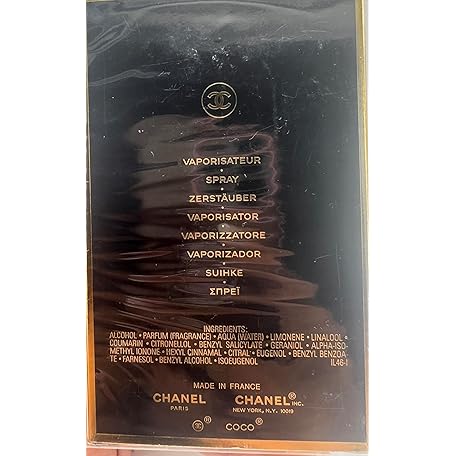 VAPORISATEUR
SPRAY
ZERSTÄUBER
VAPORISATOR
VAPORIZZATORE
VAPORIZADOR
SUIHKE
ΣΠΡΕΪ
INGREDIENTS:
ALCOHOL • PARFUM (FRAGRANCE) • AQUA (WATER) • LIMONENE • LINALOOL •
COUMARIN • CITRONELLOL • BENZYL SALICYLATE • GERANIOL • ALPHA-ISO-
METHYL IONONE • HEXYL CINNAMAL • CITRAL • EUGENOL • BENZYL BENZOA-
TE • FARNESOL • BENZYL ALCOHOL • ISOEUGENOL IL46-I
MADE IN FRANCE
CHANEL CHANEL® INC.
PARIS NEW YORK, N.Y. 10019
® COCO®